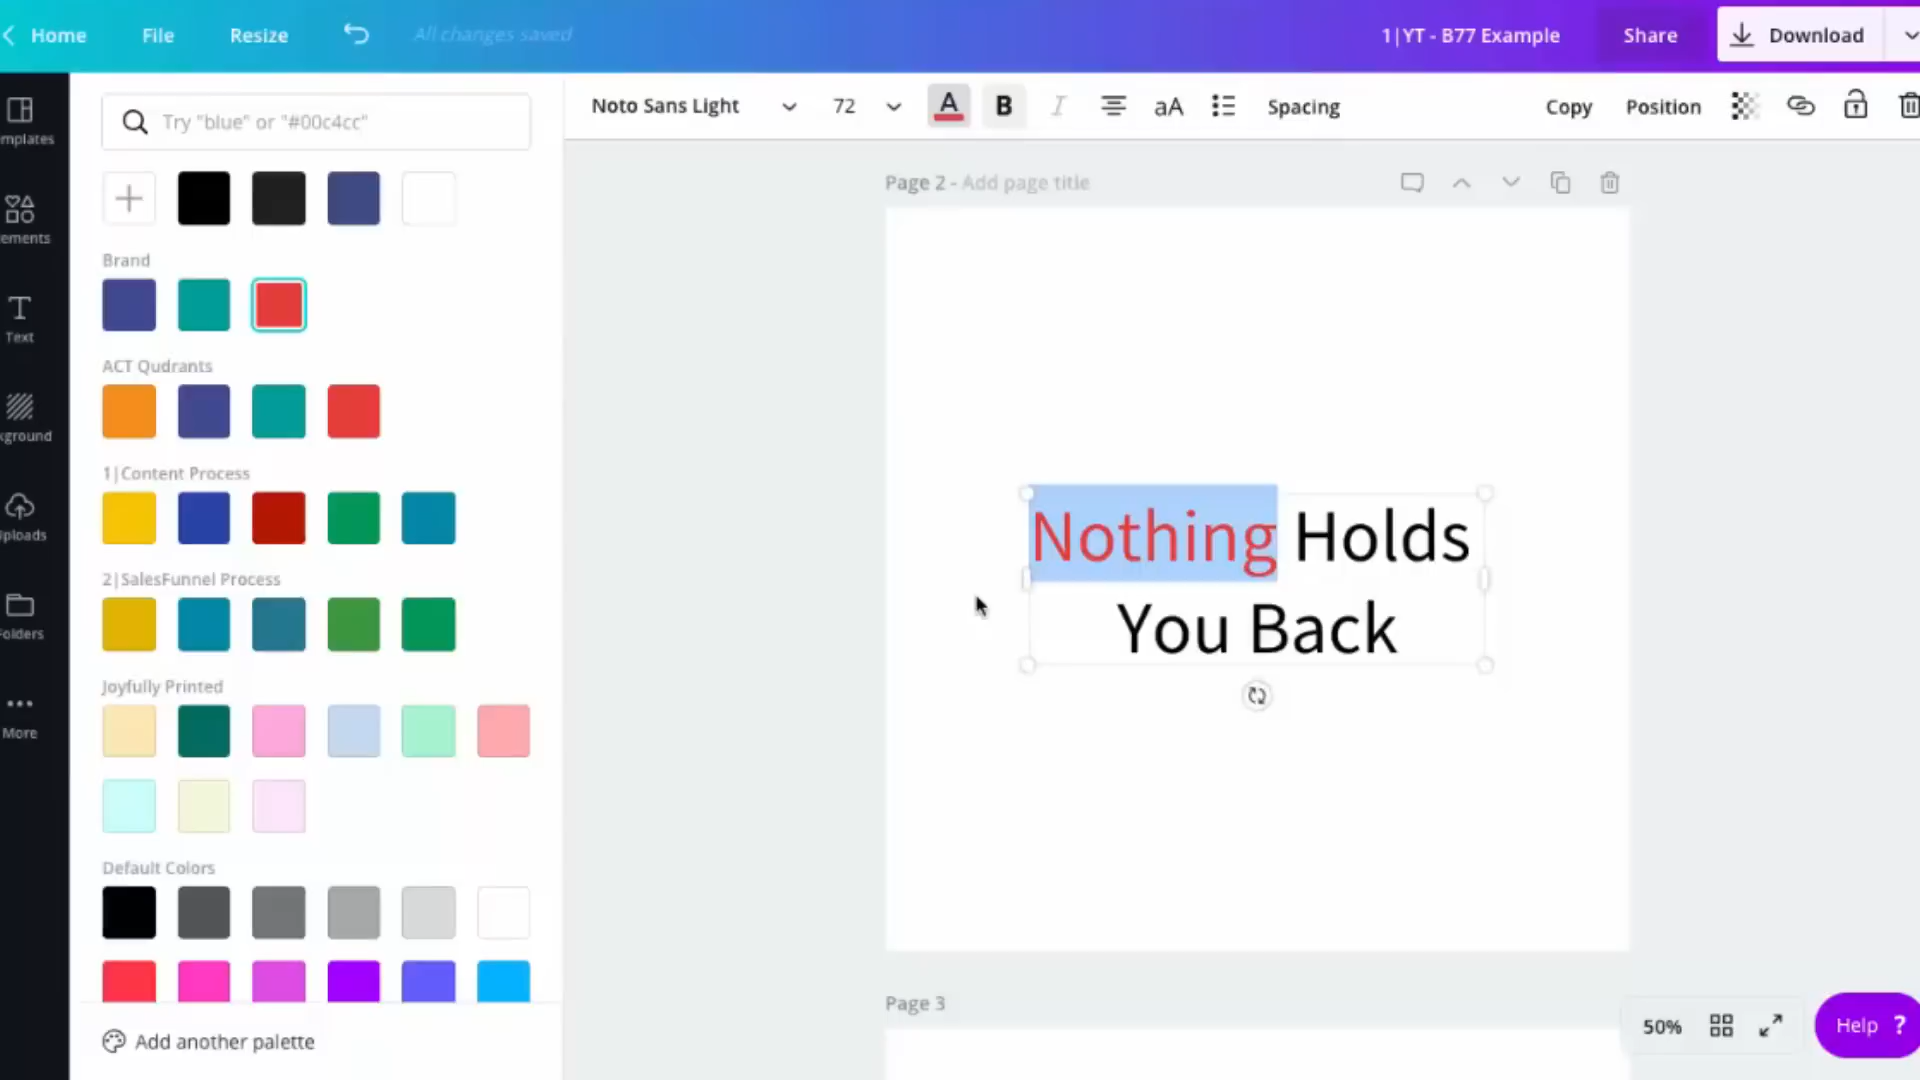 Home File Resize All changes saved 1|YT - B77 Example Share Download
Try "blue" or "#00c4cc"
Noto Sans Light 72 A B I aA Spacing Copy Position
mplates
ements
Text
kground
Uploads
Folders
More
Brand
ACT Qudrants
1|Content Process
2|SalesFunnel Process
Joyfully Printed
Default Colors
Add another palette
Page 2 - Add page title
Nothing Holds
You Back
Page 3
50%
Help ?